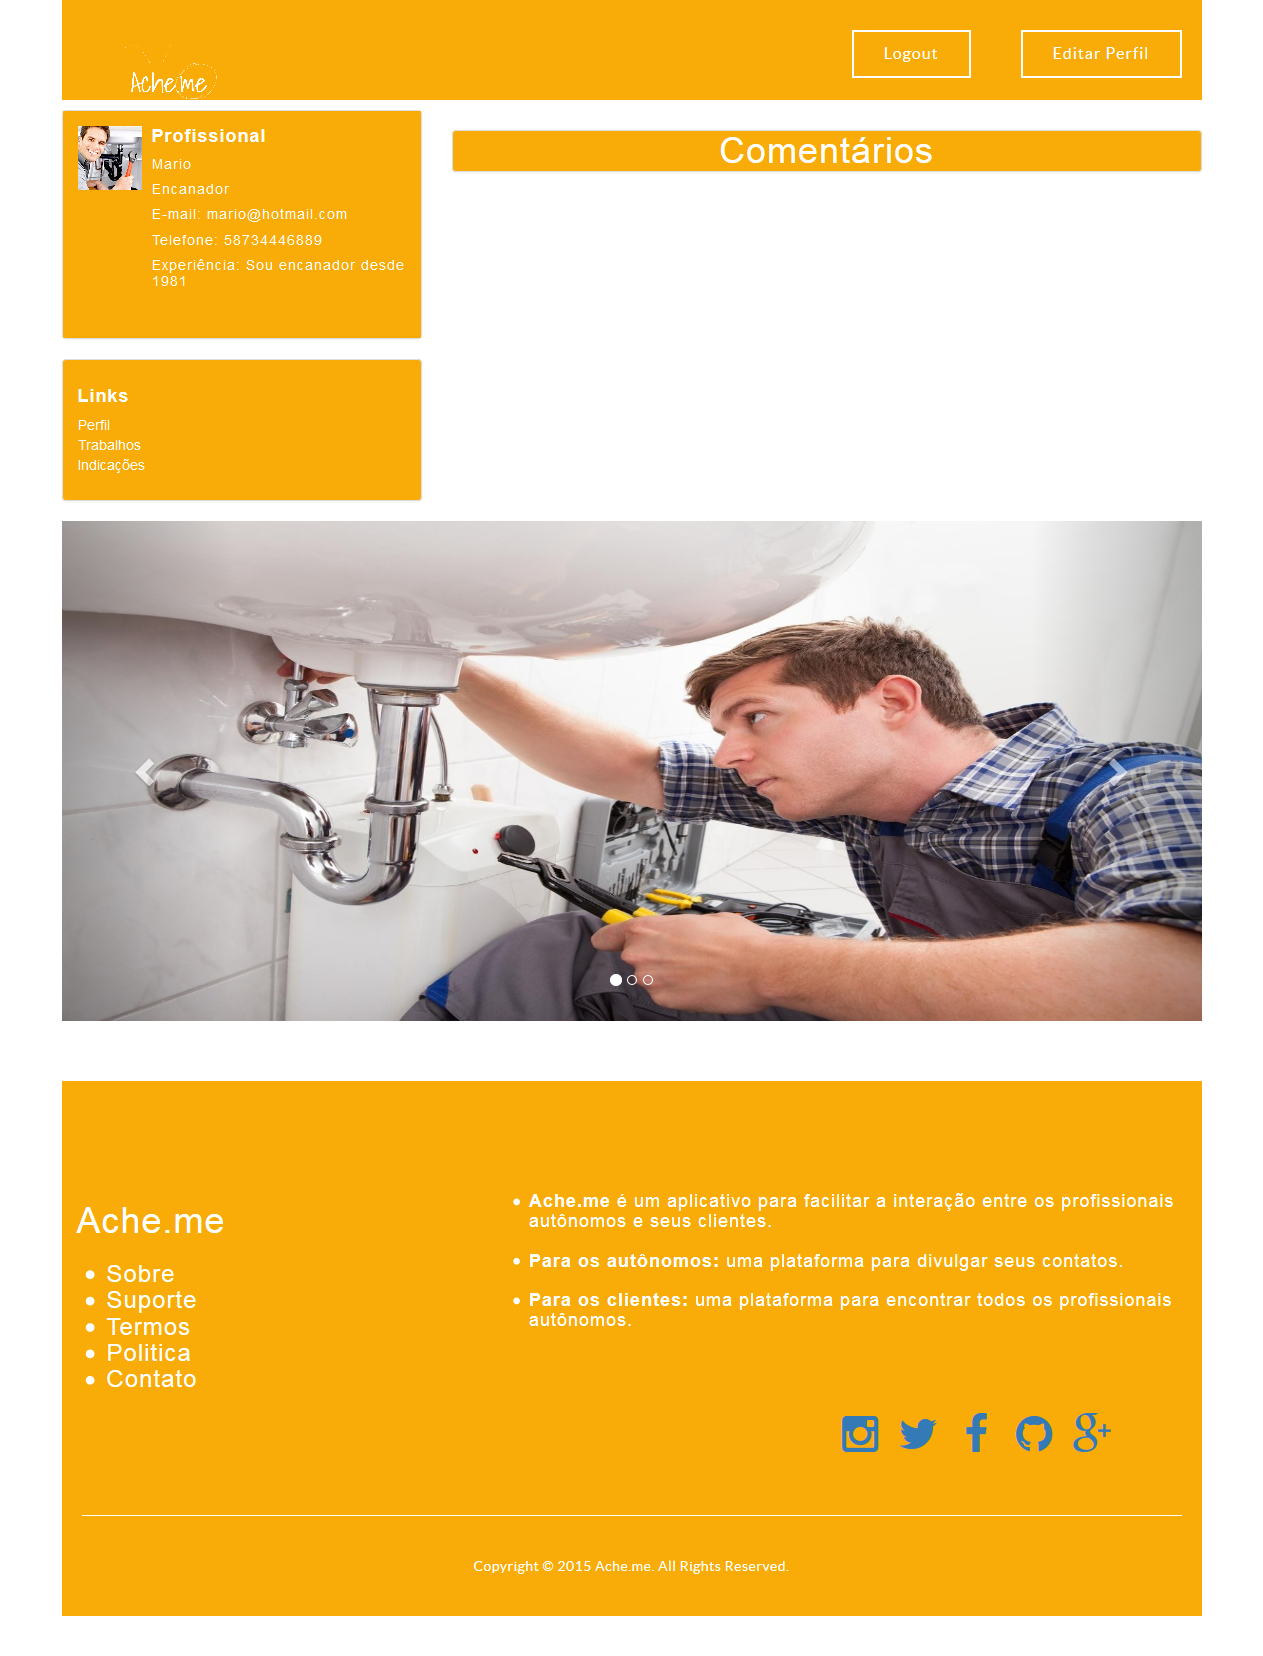 Ache.me
Logout
Editar Perfil
Profissional
Mario
Encanador
E-mail: mario@hotmail.com
Telefone: 58734446889
Experiência: Sou encanador desde
1981
Comentários
Links
Perfil
Trabalhos
Indicações
Ache.me
• Sobre
• Suporte
• Termos
• Politica
• Contato
• Ache.me é um aplicativo para facilitar a interação entre os profissionais
autônomos e seus clientes.
• Para os autônomos: uma plataforma para divulgar seus contatos.
• Para os clientes: uma plataforma para encontrar todos os profissionais
autônomos.
Copyright © 2015 Ache.me. All Rights Reserved.